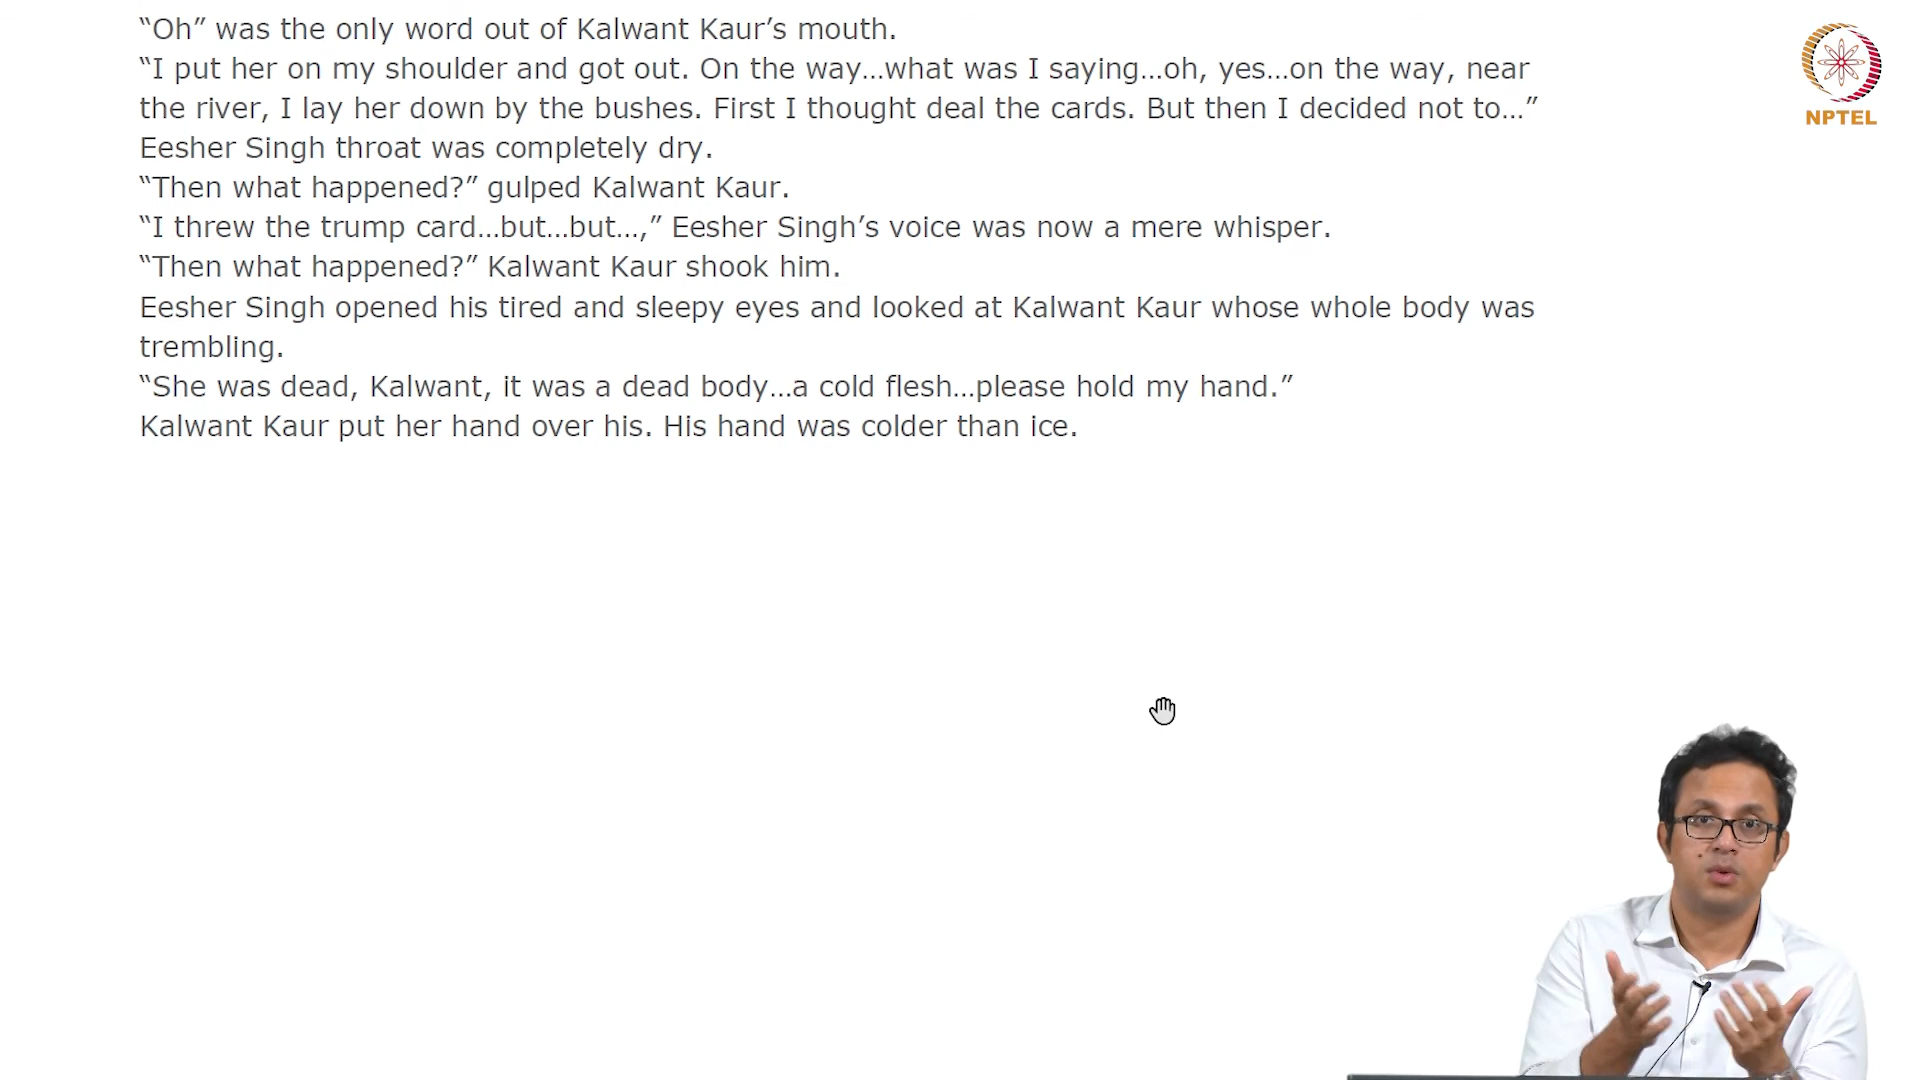 “Oh” was the only word out of Kalwant Kaur’s mouth.
“I put her on my shoulder and got out. On the way…what was I saying…oh, yes…on the way, near
the river, I lay her down by the bushes. First I thought deal the cards. But then I decided not to…”
Eesher Singh throat was completely dry.
“Then what happened?” gulped Kalwant Kaur.
“I threw the trump card…but…but…,” Eesher Singh’s voice was now a mere whisper.
“Then what happened?” Kalwant Kaur shook him.
Eesher Singh opened his tired and sleepy eyes and looked at Kalwant Kaur whose whole body was
trembling.
“She was dead, Kalwant, it was a dead body…a cold flesh…please hold my hand.”
Kalwant Kaur put her hand over his. His hand was colder than ice.
NPTEL